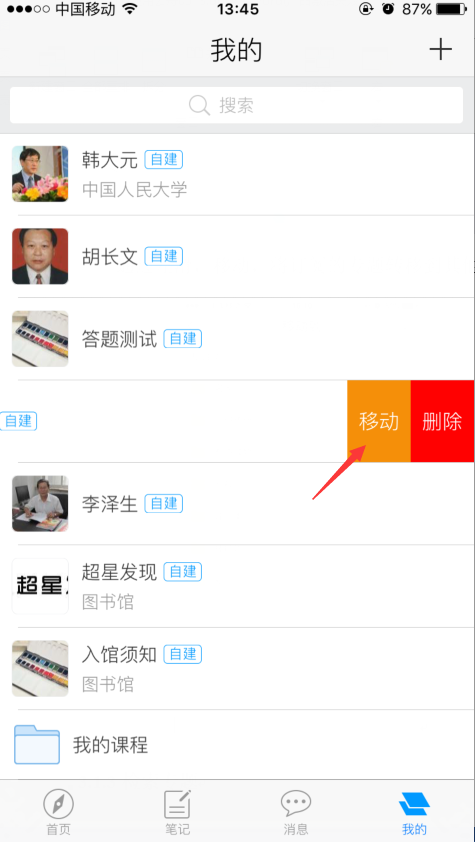 中国移动 13:45 87%
我的
搜索
韩大元 自建
中国人民大学
胡长文 自建
答题测试 自建
自建 移动 删除
李泽生 自建
超星发
超星发现 自建
图书馆
入馆须知 自建
图书馆
我的课程
首页 笔记 消息 我的